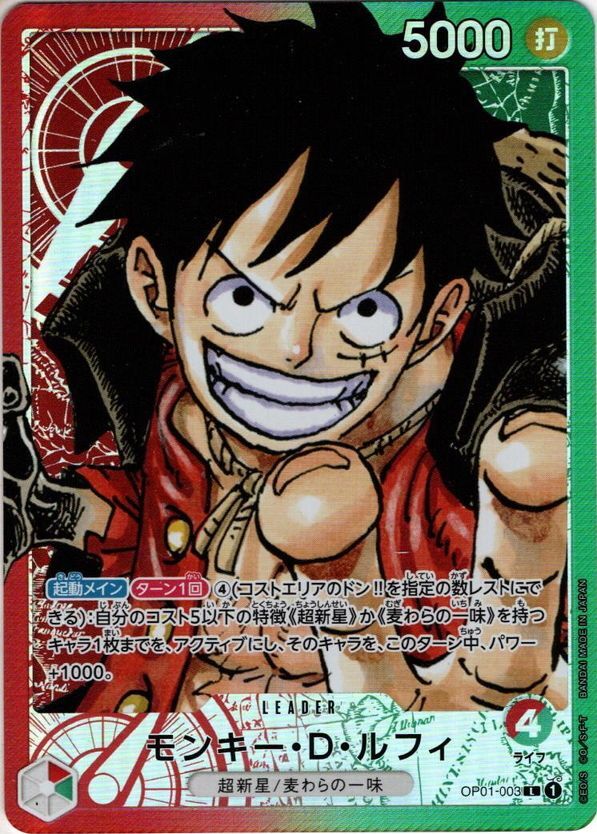 5000 打
起動メイン ターン1回 ④(コストエリアのドン!!を指定の数レストにで
きる):自分のコスト5以下の特徴《超新星》か《麦わらの一味》を持つ
キャラ1枚までを、アクティブにし、そのキャラを、このターン中、パワー
+1000。
LEADER
モンキー・D・ルフィ
4
ライフ
超新星/麦わらの一味
OP01-003 L 1
©E.O/S ©O/S・F・T BANDAI MADE IN JAPAN